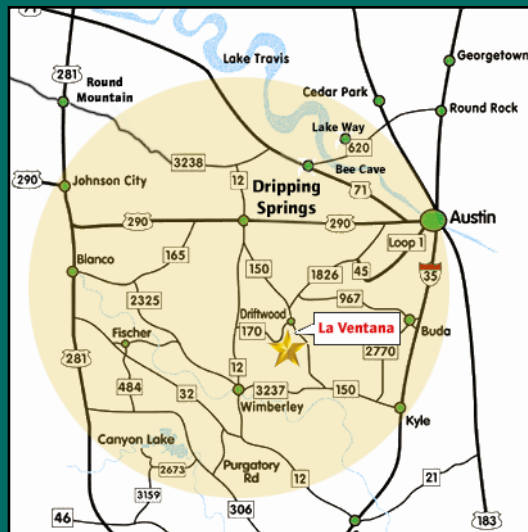 71
281
Round
Mountain
Lake Travis
Georgetown
Cedar Park
Round Rock
Lake Way
620
Bee Cave
3238
12
71
290
Johnson City
Dripping
Springs
290
290
Austin
Loop 1
165
150
1826
45
35
Blanco
2325
967
Driftwood
La Ventana
Buda
Fischer
170
2770
281
12
484
32
3237
150
Wimberley
Kyle
Canyon Lake
2673
Purgatory
Rd
12
21
3159
46
306
183